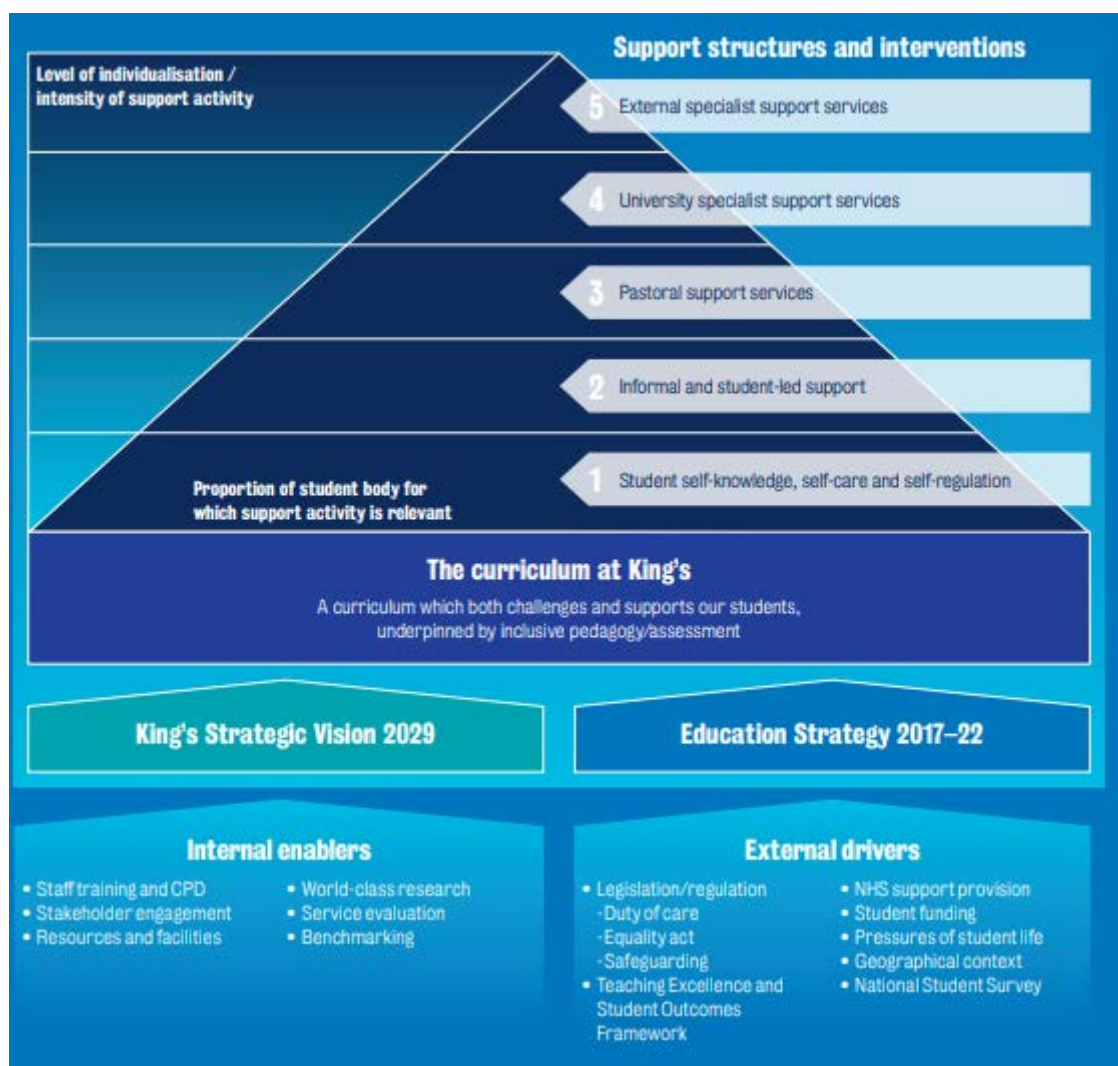 Support structures and interventions
Level of individualisation /
intensity of support activity
5 External specialist support services
4 University specialist support services
3 Pastoral support services
2 Informal and student-led support
1 Student self-knowledge, self-care and self-regulation
Proportion of student body for
which support activity is relevant
The curriculum at King's
A curriculum which both challenges and supports our students,
underpinned by inclusive pedagogy/assessment
King's Strategic Vision 2029
Education Strategy 2017–22
Internal enablers
• Staff training and CPD
• Stakeholder engagement
• Resources and facilities
• World-class research
• Service evaluation
• Benchmarking
External drivers
• Legislation/regulation
-Duty of care
-Equality act
-Safeguarding
• Teaching Excellence and
Student Outcomes
Framework
• NHS support provision
• Student funding
• Pressures of student life
• Geographical context
• National Student Survey